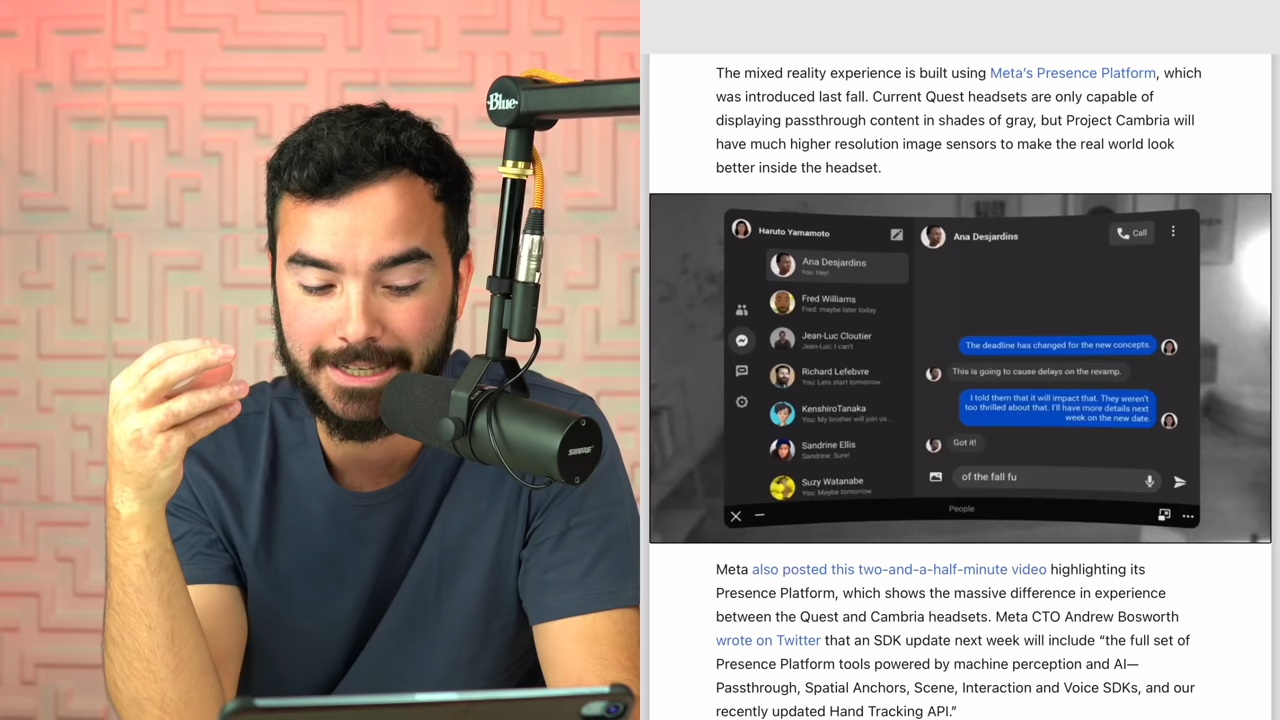 Blue
SHURE
The mixed reality experience is built using Meta’s Presence Platform, which
was introduced last fall. Current Quest headsets are only capable of
displaying passthrough content in shades of gray, but Project Cambria will
have much higher resolution image sensors to make the real world look
better inside the headset.
Haruto Yamamoto
Ana Desjardins
You: Hey!
Fred Williams
Fred: maybe later today
Jean-Luc Cloutier
Jean-Luc: I can't
Richard Lefebvre
You: Lets start tomorrow
KenshiroTanaka
You: My brother will join us...
Sandrine Ellis
Sandrine: Sure!
Suzy Watanabe
You: Maybe tomorrow
Ana Desjardins
Call
The deadline has changed for the new concepts.
This is going to cause delays on the revamp.
I told them that it will impact that. They weren't
too thrilled about that. I'll have more details next
week on the new date.
Got it!
of the fall fu
People
Meta also posted this two-and-a-half-minute video highlighting its
Presence Platform, which shows the massive difference in experience
between the Quest and Cambria headsets. Meta CTO Andrew Bosworth
wrote on Twitter that an SDK update next week will include “the full set of
Presence Platform tools powered by machine perception and AI—
Passthrough, Spatial Anchors, Scene, Interaction and Voice SDKs, and our
recently updated Hand Tracking API.”